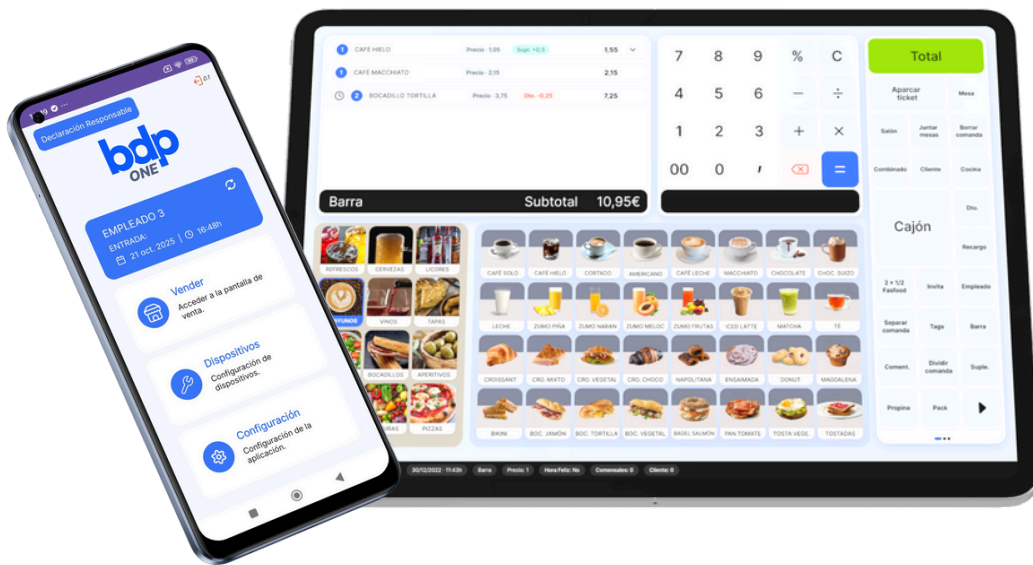 Declaración Responsable
bdp
ONE
EMPLEADO 3
ENTRADA:
21 oct. 2025 | 16:48h
Vender
Acceder a la pantalla de
venta.
Dispositivos
Configuración de
dispositivos.
Configuración
Configuración de la
aplicación.
1 CAFÉ HIELO Precio · 1,05 Supl. +0,5 1,55
1 CAFÉ MACCHIATO Precio · 2,15 2,15
2 BOCADILLO TORTILLA Precio · 3,75 Dto. -0,25 7,25
Barra Subtotal 10,95€
7 8 9 % C
4 5 6 − ÷
1 2 3 + ×
00 0 , =
Total
Aparcar
ticket
Mesa
Salón
Juntar
mesas
Borrar
comanda
Combinado Cliente Cocina
Cajón
Dto.
Recargo
2 x 1/2
Fasfood
Invita Empleado
Separar
comanda
Tags Barra
Coment.
Dividir
comanda
Suple.
Propina Pack
REFRESCOS CERVEZAS LICORES
VINOS TAPAS
BOCADILLOS APERITIVOS
PIZZAS
CAFÉ SOLO CAFÉ HIELO CORTADO AMERICANO CAFÉ LECHE MACCHIATO CHOCOLATE CHOC. SUIZO
LECHE ZUMO PIÑA ZUMO NARAN ZUMO MELOC ZUMO FRUTAS ICED LATTE MATCHA TÉ
CROISSANT CRO. MIXTO CRO. VEGETAL CRO. CHOCO NAPOLITANA ENSAIMADA DONUT MAGDALENA
BIKINI BOC. JAMÓN BOC. TORTILLA BOC. VEGETAL BAGEL SALMÓN PAN TOMATE TOSTA VEGE. TOSTADAS
30/12/2022 - 11:43h Barra Precio: 1 Hora Feliz: No Comensales: 0 Cliente: 0